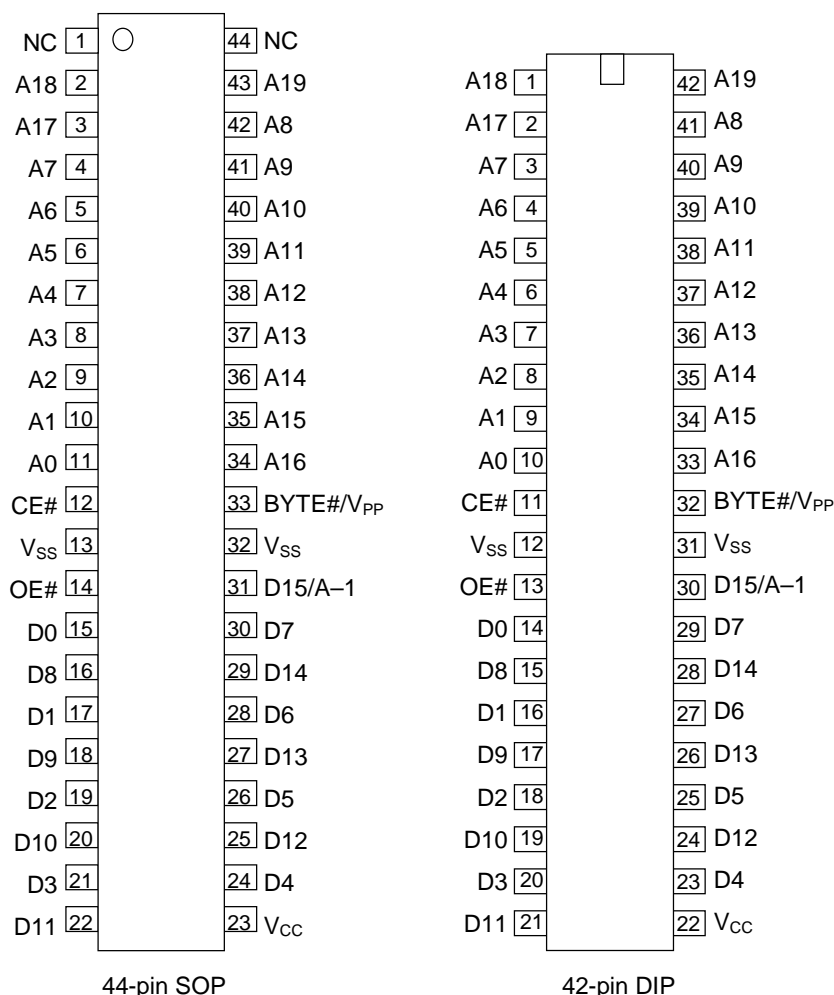 NC 1 44 NC
A18 2 43 A19
A17 3 42 A8
A7 4 41 A9
A6 5 40 A10
A5 6 39 A11
A4 7 38 A12
A3 8 37 A13
A2 9 36 A14
A1 10 35 A15
A0 11 34 A16
CE# 12 33 BYTE#/VPP
VSS 13 32 VSS
OE# 14 31 D15/A–1
D0 15 30 D7
D8 16 29 D14
D1 17 28 D6
D9 18 27 D13
D2 19 26 D5
D10 20 25 D12
D3 21 24 D4
D11 22 23 VCC
44-pin SOP
A18 1 42 A19
A17 2 41 A8
A7 3 40 A9
A6 4 39 A10
A5 5 38 A11
A4 6 37 A12
A3 7 36 A13
A2 8 35 A14
A1 9 34 A15
A0 10 33 A16
CE# 11 32 BYTE#/VPP
VSS 12 31 VSS
OE# 13 30 D15/A–1
D0 14 29 D7
D8 15 28 D14
D1 16 27 D6
D9 17 26 D13
D2 18 25 D5
D10 19 24 D12
D3 20 23 D4
D11 21 22 VCC
42-pin DIP